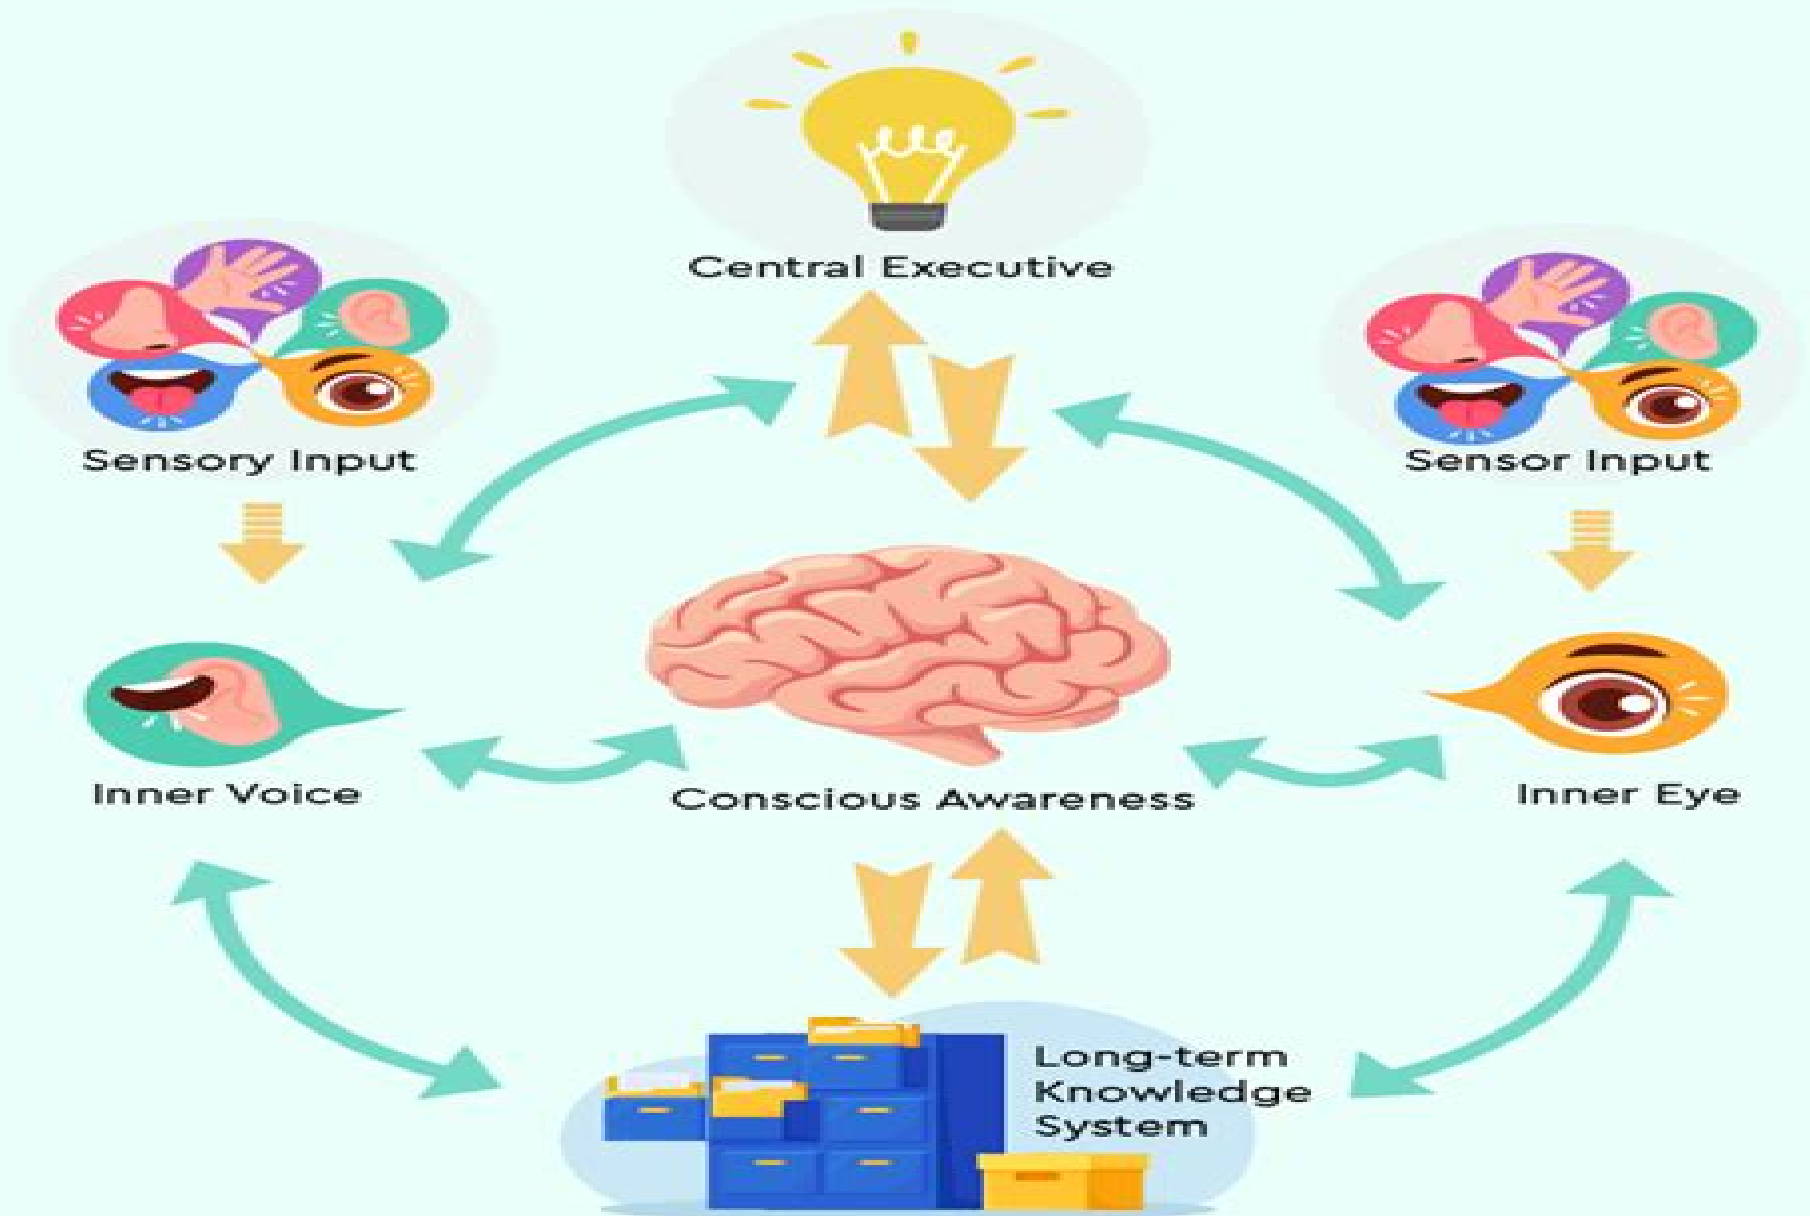 Central Executive
Sensory Input
Sensor Input
Inner Voice
Conscious Awareness
Inner Eye
Long-term
Knowledge
System